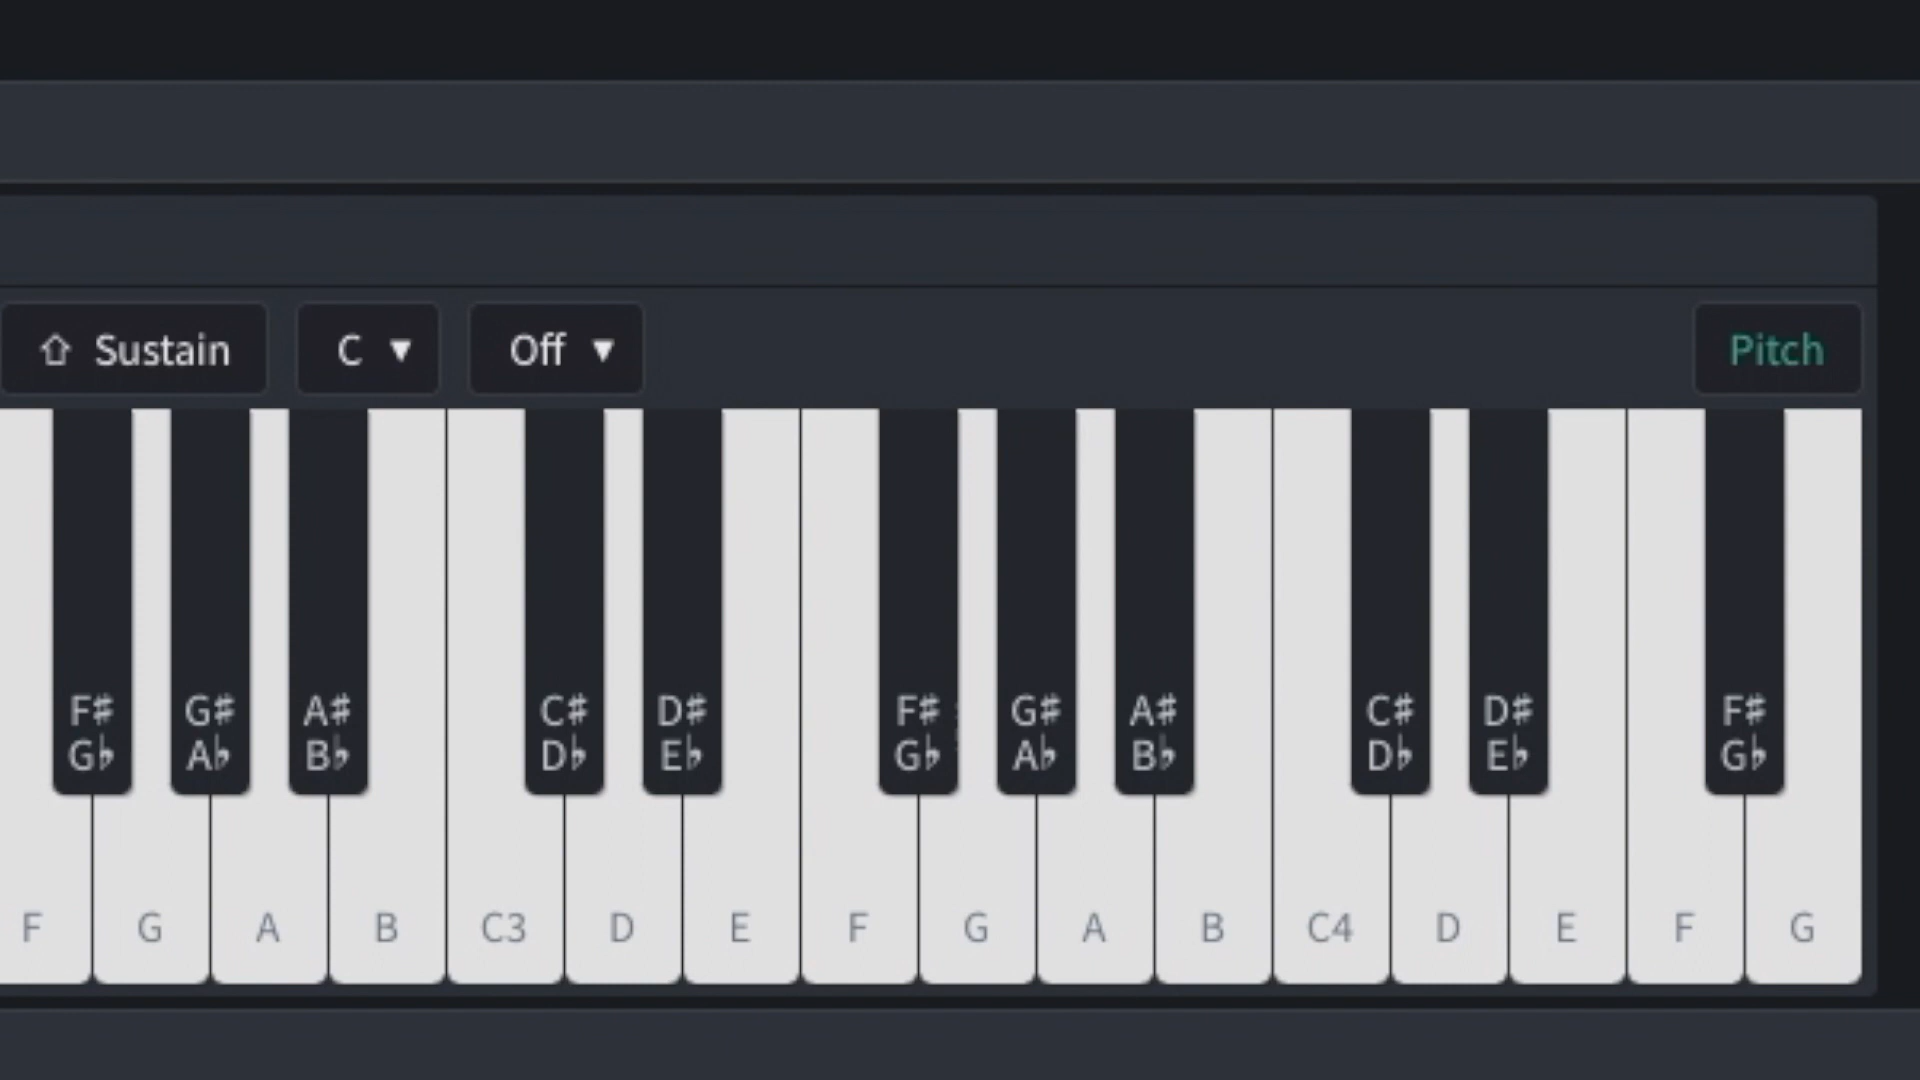 ⇧ Sustain C ▼ Off ▼ Pitch
F♯ G♯ A♯ C♯ D♯ F♯ G♯ A♯ C♯ D♯ F♯
G♭ A♭ B♭ D♭ E♭ G♭ A♭ B♭ D♭ E♭ G♭
F G A B C3 D E F G A B C4 D E F G